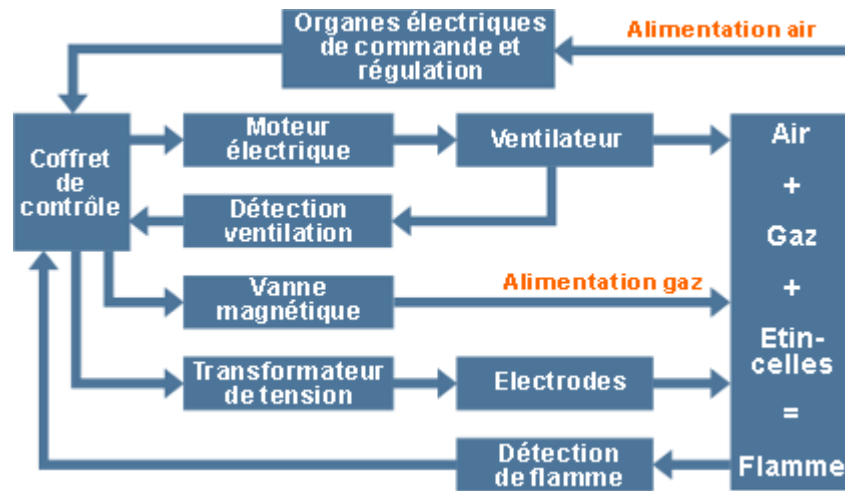 Organes électriques
de commande et
régulation
Alimentation air
Coffret
de
contrôle
Moteur
électrique
Ventilateur
Air
+
Gaz
+
Etin-
celles
=
Flamme
Détection
ventilation
Vanne
magnétique
Alimentation gaz
Transformateur
de tension
Electrodes
Détection
de flamme